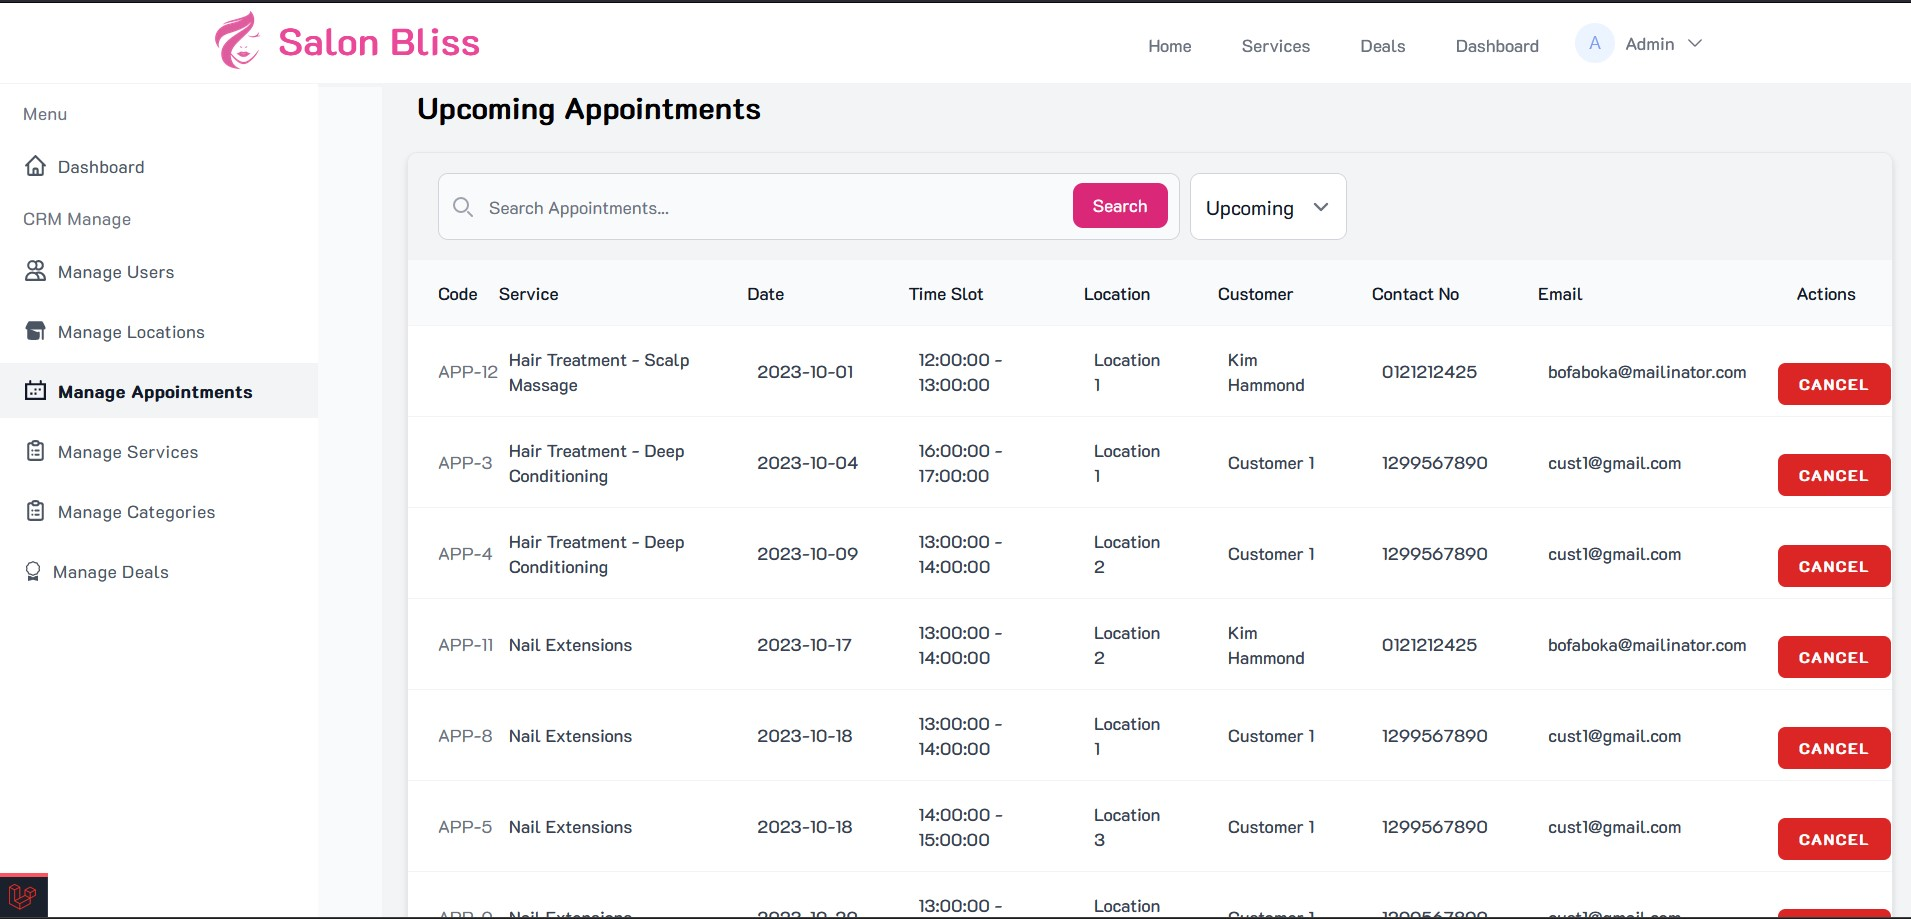 Salon Bliss
Home Services Deals Dashboard A Admin
Menu
Dashboard
CRM Manage
Manage Users
Manage Locations
Manage Appointments
Manage Services
Manage Categories
Manage Deals
Upcoming Appointments
Search Appointments... Search Upcoming
Code Service Date Time Slot Location Customer Contact No Email Actions
APP-12 Hair Treatment - Scalp Massage 2023-10-01 12:00:00 - 13:00:00 Location 1 Kim Hammond 0121212425 bofaboka@mailinator.com CANCEL
APP-3 Hair Treatment - Deep Conditioning 2023-10-04 16:00:00 - 17:00:00 Location 1 Customer 1 1299567890 cust1@gmail.com CANCEL
APP-4 Hair Treatment - Deep Conditioning 2023-10-09 13:00:00 - 14:00:00 Location 2 Customer 1 1299567890 cust1@gmail.com CANCEL
APP-11 Nail Extensions 2023-10-17 13:00:00 - 14:00:00 Location 2 Kim Hammond 0121212425 bofaboka@mailinator.com CANCEL
APP-8 Nail Extensions 2023-10-18 13:00:00 - 14:00:00 Location 1 Customer 1 1299567890 cust1@gmail.com CANCEL
APP-5 Nail Extensions 2023-10-18 14:00:00 - 15:00:00 Location 3 Customer 1 1299567890 cust1@gmail.com CANCEL
13:00:00 - Location